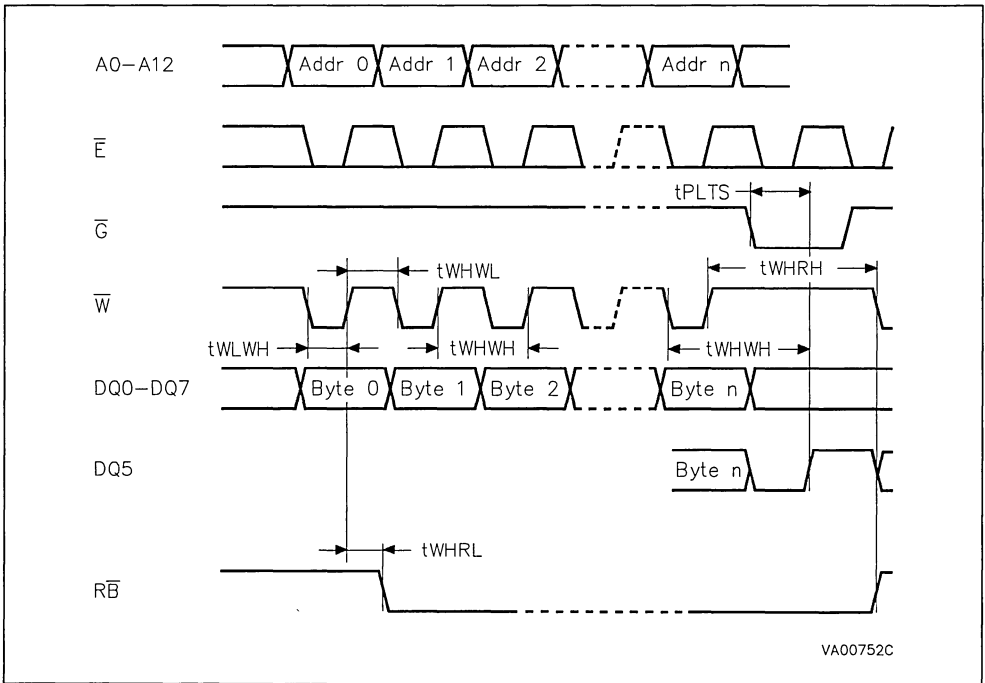 A0-A12 Addr 0 Addr 1 Addr 2 Addr n
E̅
tPLTS
G̅
tWHWL tWHRH
W̅
tWLWH tWHWH tWHWH
DQ0-DQ7 Byte 0 Byte 1 Byte 2 Byte n
DQ5 Byte n
tWHRL
RB̅
VA00752C